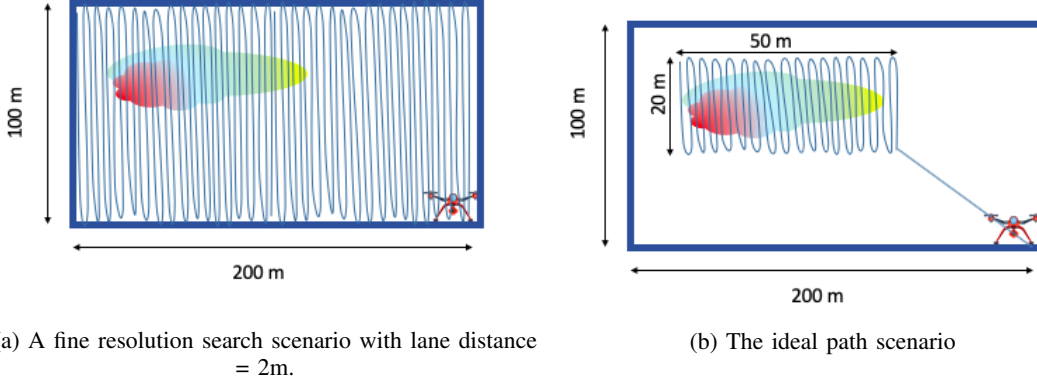 100 m
200 m
a) A fine resolution search scenario with lane distance
= 2m.
50 m
20 m
100 m
200 m
(b) The ideal path scenario